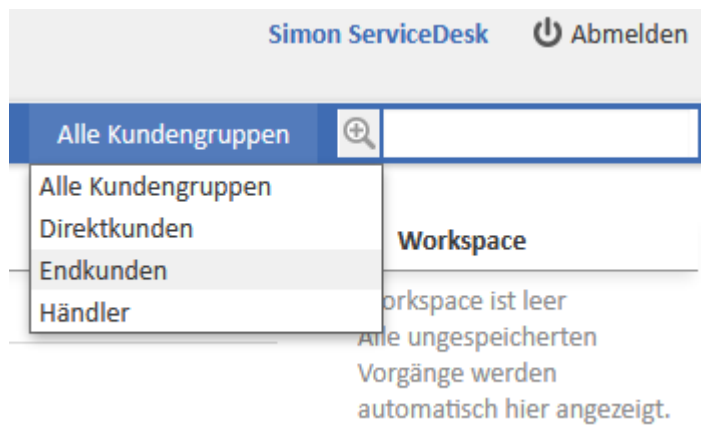 Simon ServiceDesk Abmelden
Alle Kundengruppen
Alle Kundengruppen
Direktkunden
Endkunden
Händler
Workspace
orkspace ist leer
Alle ungespeicherten
Vorgänge werden
automatisch hier angezeigt.